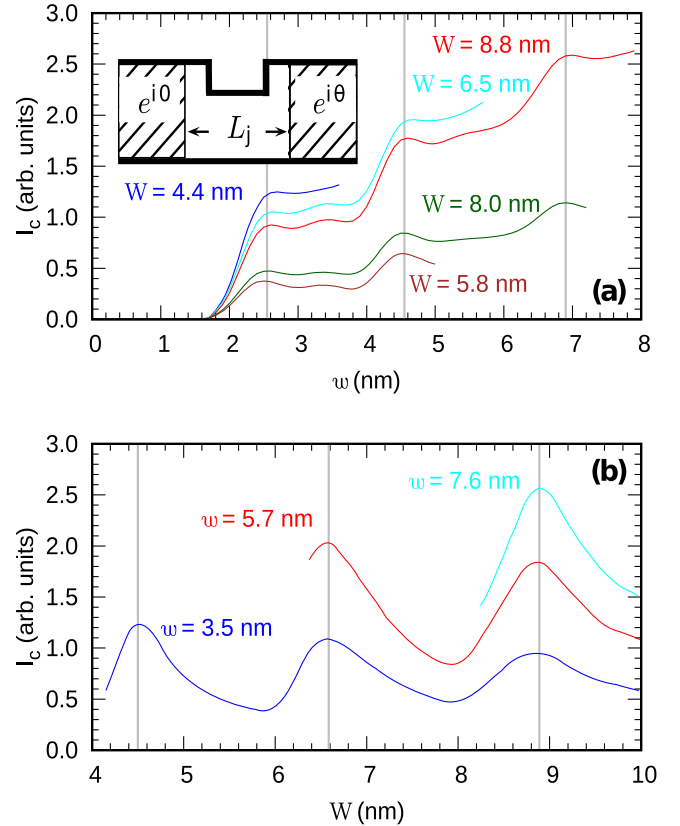 3.0
2.5
2.0
1.5
1.0
0.5
0.0
I_c (arb. units)
W = 8.8 nm
W = 6.5 nm
e^{i0}
e^{iθ}
L_j
W = 4.4 nm
W = 8.0 nm
W = 5.8 nm
(a)
0 1 2 3 4 5 6 7 8
w (nm)
3.0
2.5
2.0
1.5
1.0
0.5
0.0
I_c (arb. units)
(b)
w = 7.6 nm
w = 5.7 nm
w = 3.5 nm
4 5 6 7 8 9 10
W (nm)